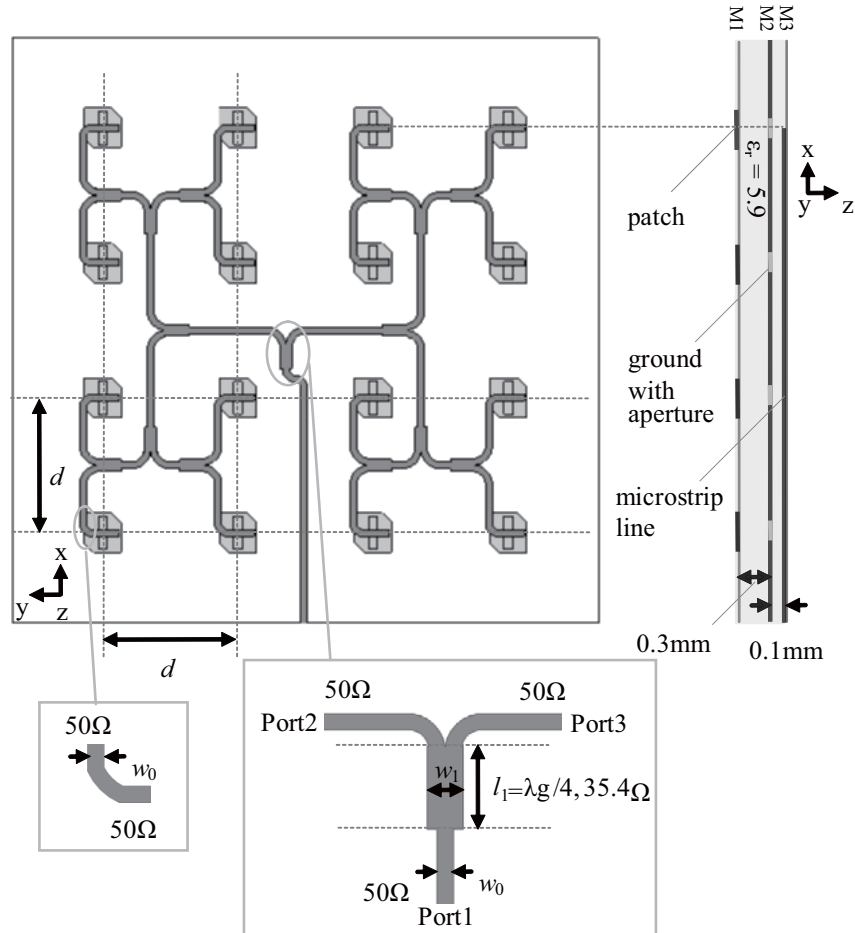 M1
M2
M3
εr = 5.9
x
y
z
patch
ground
with
aperture
microstrip
line
0.3mm
0.1mm
d
x
y
z
d
50Ω
w0
50Ω
50Ω
50Ω
Port2
Port3
w1
l1=λg/4, 35.4Ω
50Ω
w0
Port1